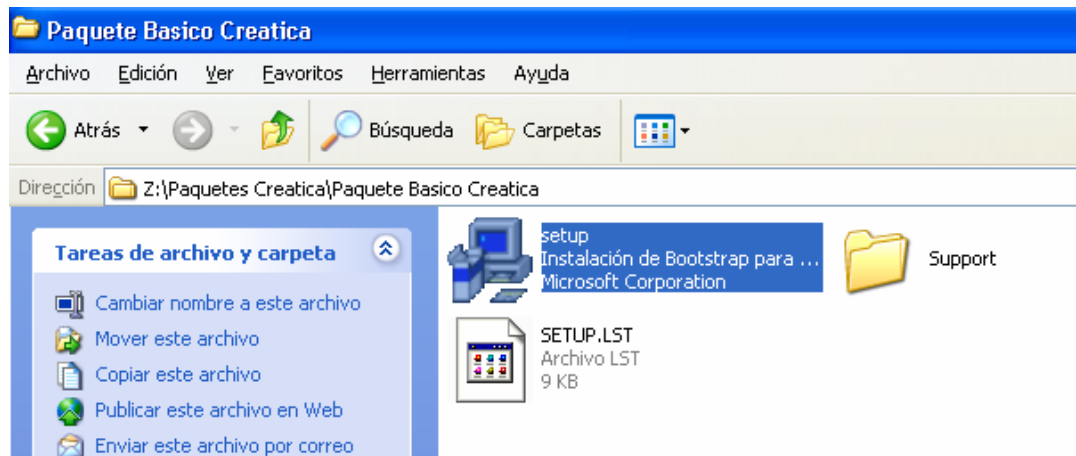 Paquete Basico Creatica
Archivo Edición Ver Favoritos Herramientas Ayuda
Atrás Búsqueda Carpetas
Dirección Z:\Paquetes Creatica\Paquete Basico Creatica
Tareas de archivo y carpeta
Cambiar nombre a este archivo
Mover este archivo
Copiar este archivo
Publicar este archivo en Web
Enviar este archivo por correo
setup
Instalación de Bootstrap para ...
Microsoft Corporation
Support
SETUP.LST
Archivo LST
9 KB